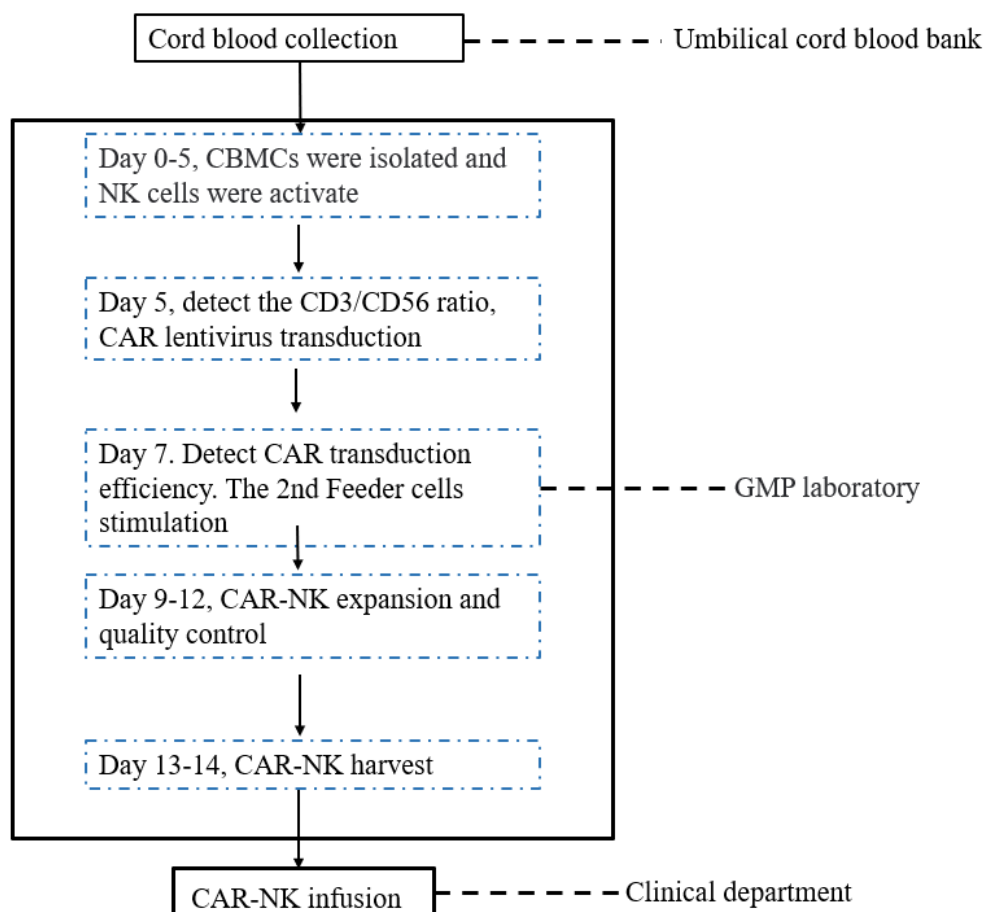 Cord blood collection
Umbilical cord blood bank
Day 0-5, CBMCs were isolated and
NK cells were activate
Day 5, detect the CD3/CD56 ratio,
CAR lentivirus transduction
Day 7. Detect CAR transduction
efficiency. The 2nd Feeder cells
stimulation
GMP laboratory
Day 9-12, CAR-NK expansion and
quality control
Day 13-14, CAR-NK harvest
CAR-NK infusion
Clinical department